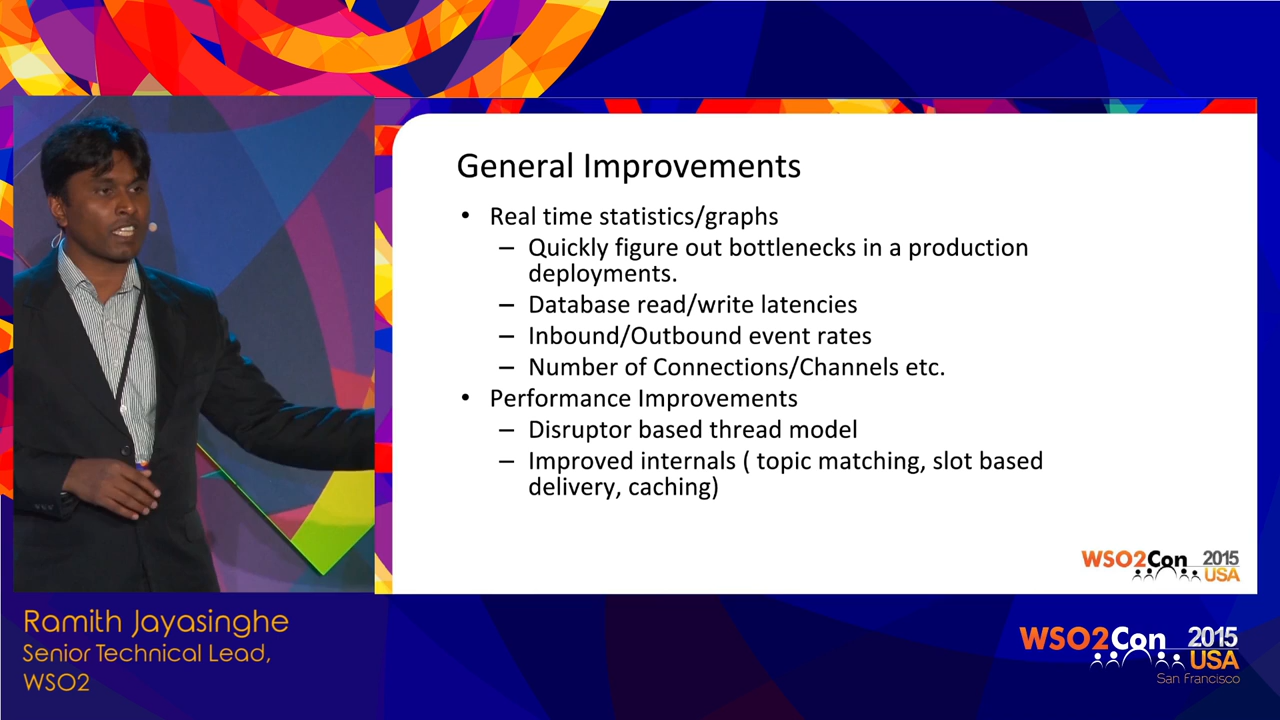 General Improvements
• Real time statistics/graphs
– Quickly figure out bottlenecks in a production
deployments.
– Database read/write latencies
– Inbound/Outbound event rates
– Number of Connections/Channels etc.
• Performance Improvements
– Disruptor based thread model
– Improved internals ( topic matching, slot based
delivery, caching)
WSO2Con 2015
USA
Ramith Jayasinghe
Senior Technical Lead,
WSO2
WSO2Con 2015
USA
San Francisco